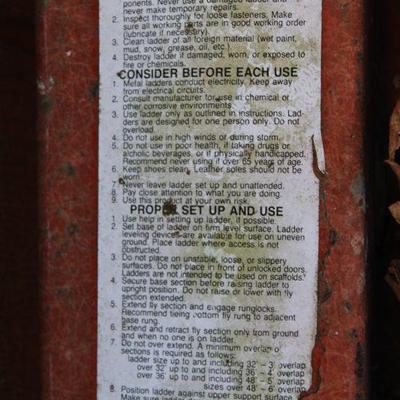 ponents. Never use a damaged ladder and
never make temporary repairs.
2. Inspect thoroughly for loose fasteners. Make
sure all working parts are in good working order
(lubricate if necessary).
3. Clean ladder of all foreign material (wet paint,
mud, snow, grease, oil, etc.)
4. Destroy ladder if damaged, worn, or exposed to
fire or chemicals.
CONSIDER BEFORE EACH USE
1. Metal ladders conduct electricity. Keep away
from electrical circuits.
2. Consult manufacturer for use in chemical or
other corrosive environments.
3. Use ladder only as outlined in instructions. Lad-
ders are designed for one person only. Do not
overload.
4. Do not use in high winds or during storm.
5. Do not use in poor health, if taking drugs or
alcholic beverages, or if physically handicapped.
Recommend never using if over 65 years of age.
6. Keep shoes clean. Leather soles should not be
worn.
7. Never leave ladder set up and unattended.
8. Pay close attention to what you are doing.
9. Use this product at your own risk.
PROPER SET UP AND USE
1. Use help in setting up ladder, if possible.
2. Set base of ladder on firm level surface. Ladder
leveling devices are available for use on uneven
ground. Place ladder where access is not
obstructed.
3. Do not place on unstable, loose, or slippery
surfaces. Do not place in front of unlocked doors.
Ladders are not intended to be used on scaffolds.
4. Secure base section before raising ladder to
upright position. Do not raise or lower with fly
section extended.
5. Extend fly section and engage runglocks.
Recommend tieing bottom fly rung to adjacent
base rung.
6. Extend and retract fly section only from ground
and when no one is on ladder.
7. Do not over extend. A minimum overlap of
sections is required as follows:
ladder size up to and including 32' – 3' overlap
over 32' up to and including 36' – 4' overlap
over 36' up to and including 48' – 5' overlap
sizes over 48' – 6' overlap
8. Position ladder against upper support surface.
Make sure ladder